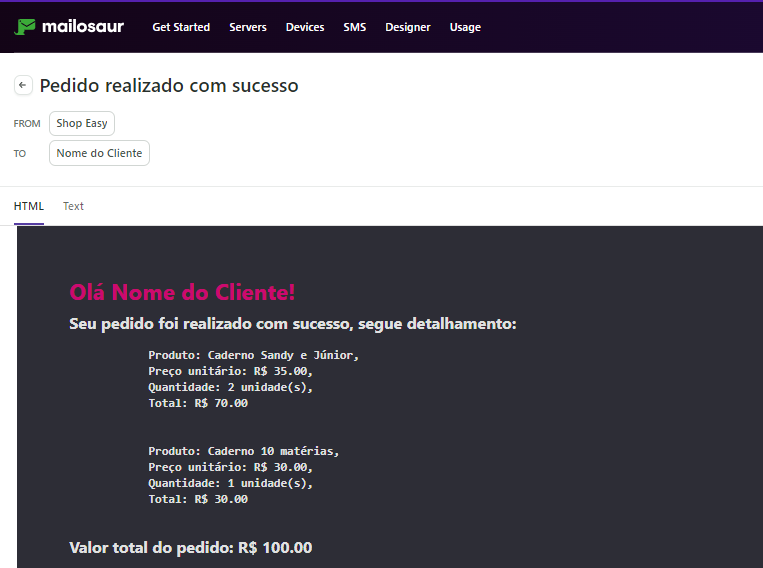 mailosaur Get Started Servers Devices SMS Designer Usage
Pedido realizado com sucesso
FROM Shop Easy
TO Nome do Cliente
HTML Text
Olá Nome do Cliente!
Seu pedido foi realizado com sucesso, segue detalhamento:
Produto: Caderno Sandy e Júnior,
Preço unitário: R$ 35.00,
Quantidade: 2 unidade(s),
Total: R$ 70.00
Produto: Caderno 10 matérias,
Preço unitário: R$ 30.00,
Quantidade: 1 unidade(s),
Total: R$ 30.00
Valor total do pedido: R$ 100.00